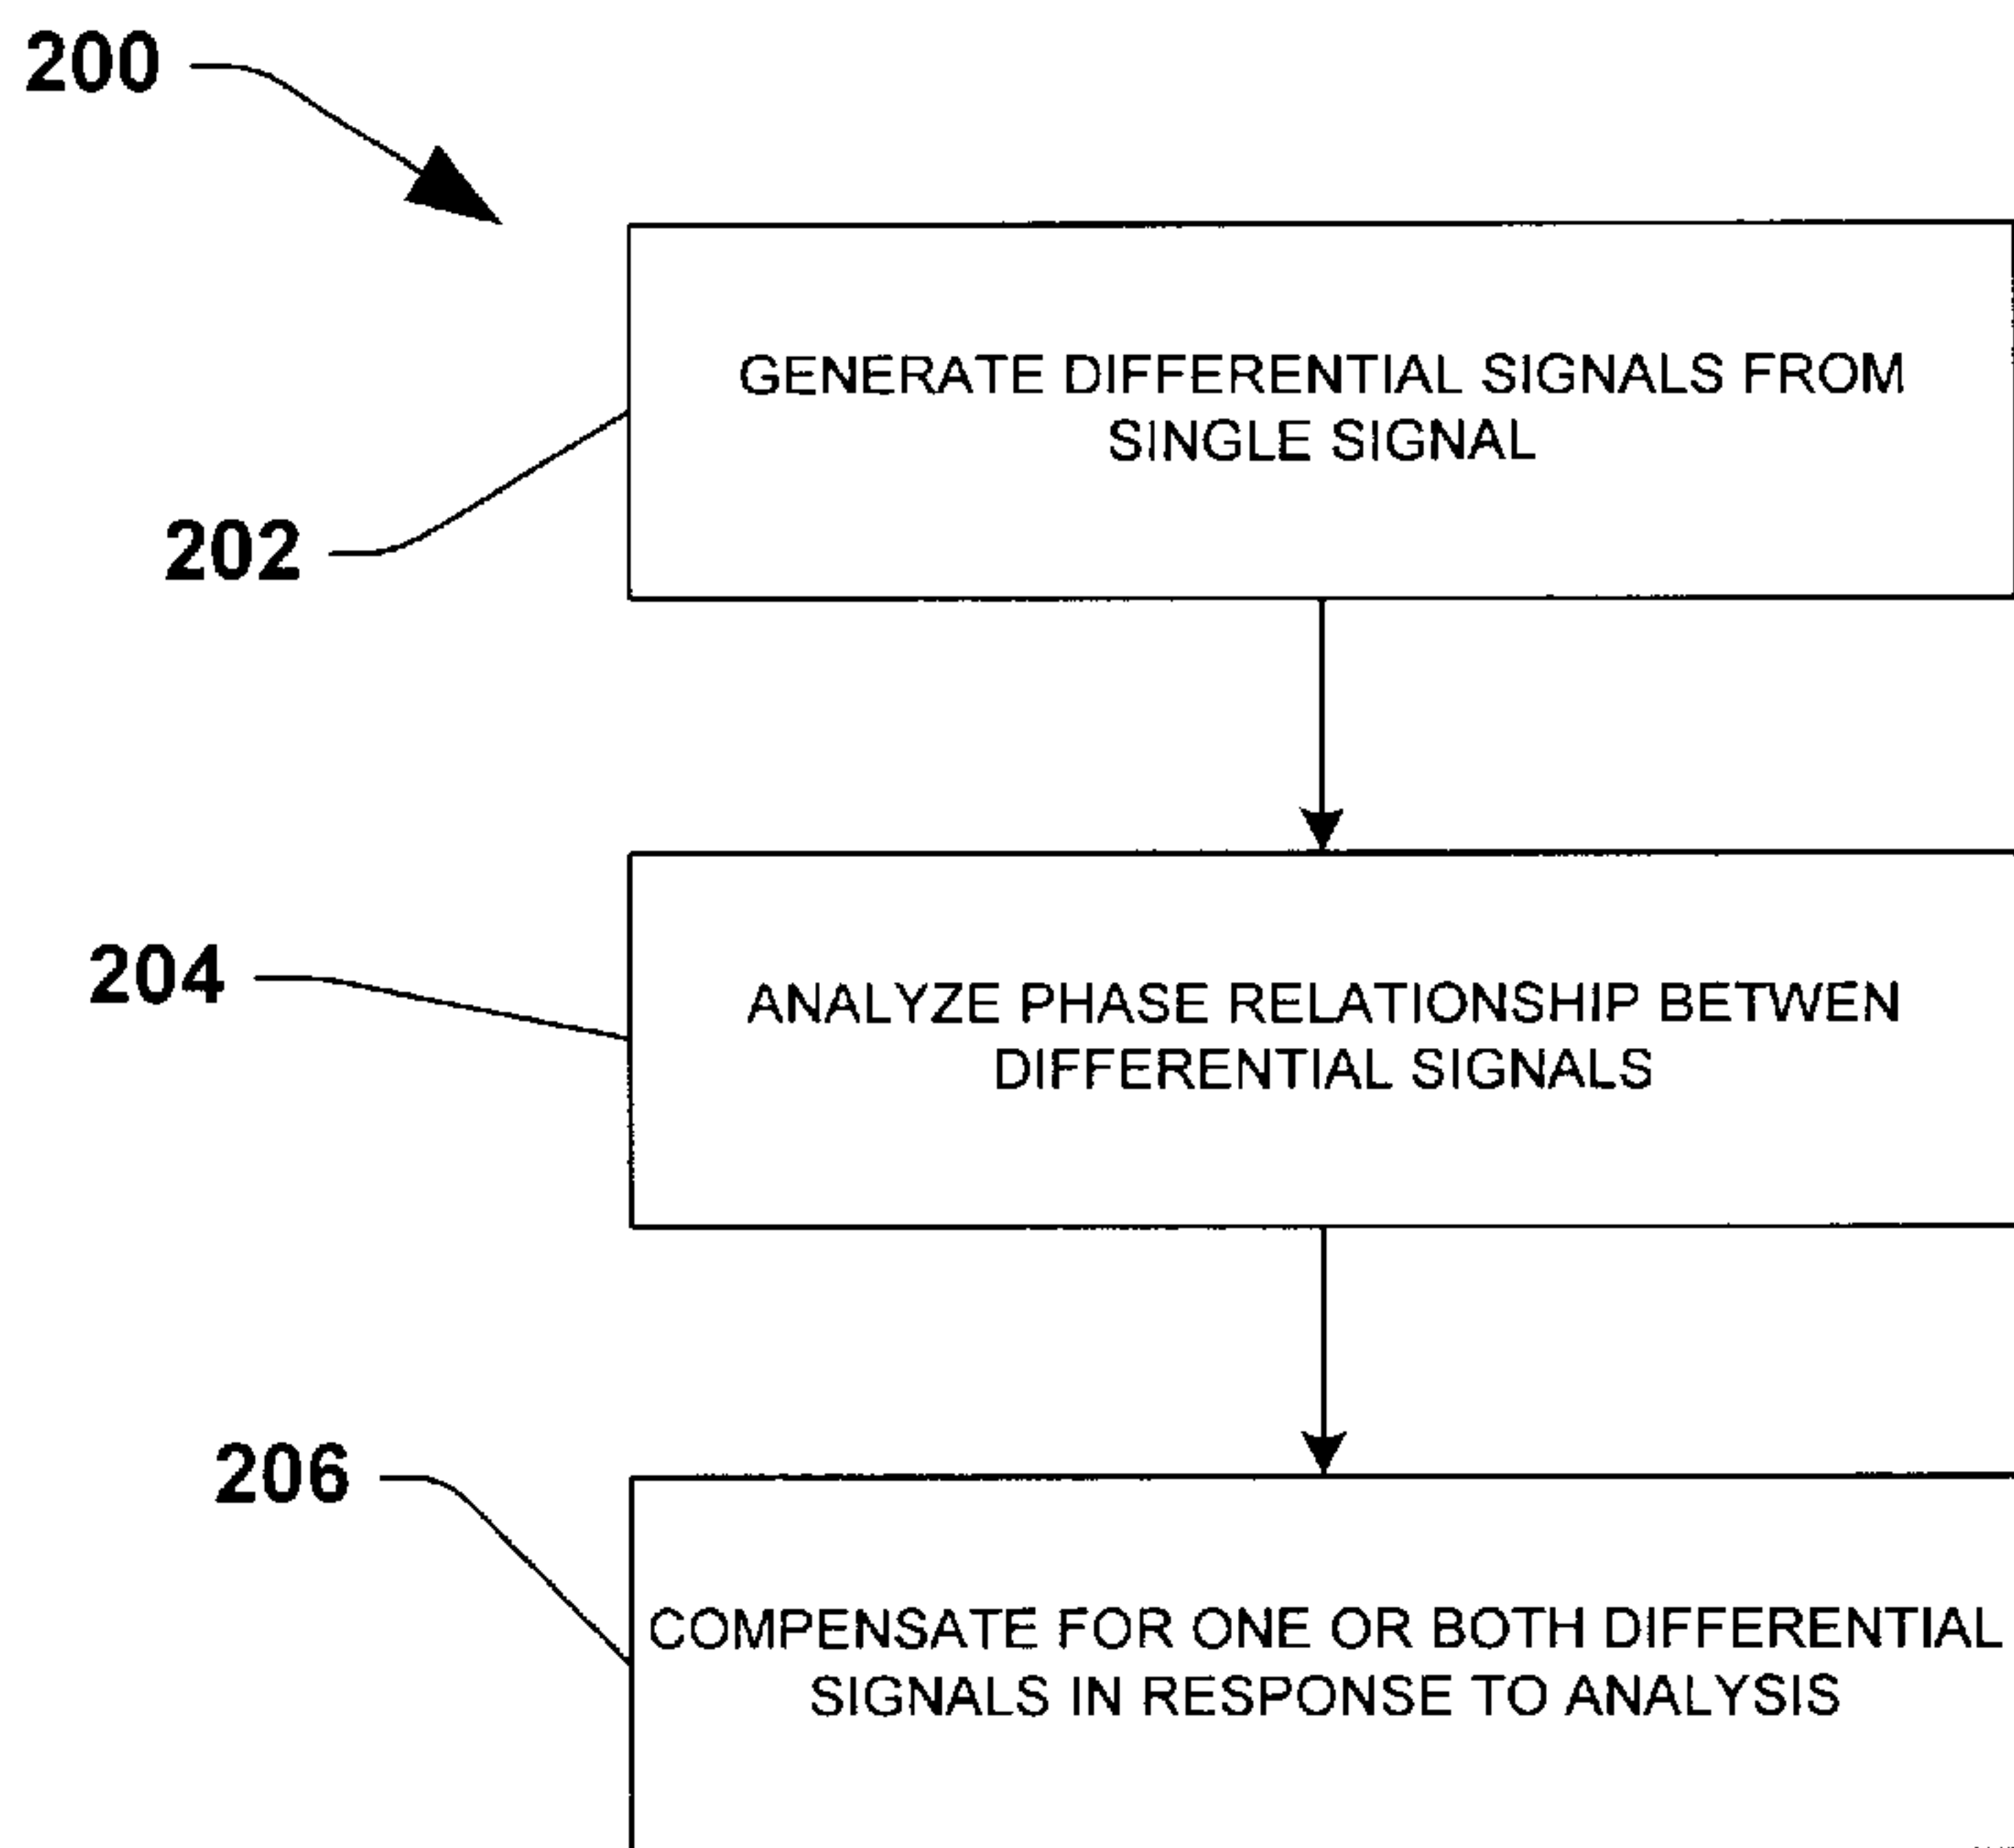 200
GENERATE DIFFERENTIAL SIGNALS FROM
SINGLE SIGNAL
202
204
ANALYZE PHASE RELATIONSHIP BETWEN
DIFFERENTIAL SIGNALS
206
COMPENSATE FOR ONE OR BOTH DIFFERENTIAL
SIGNALS IN RESPONSE TO ANALYSIS